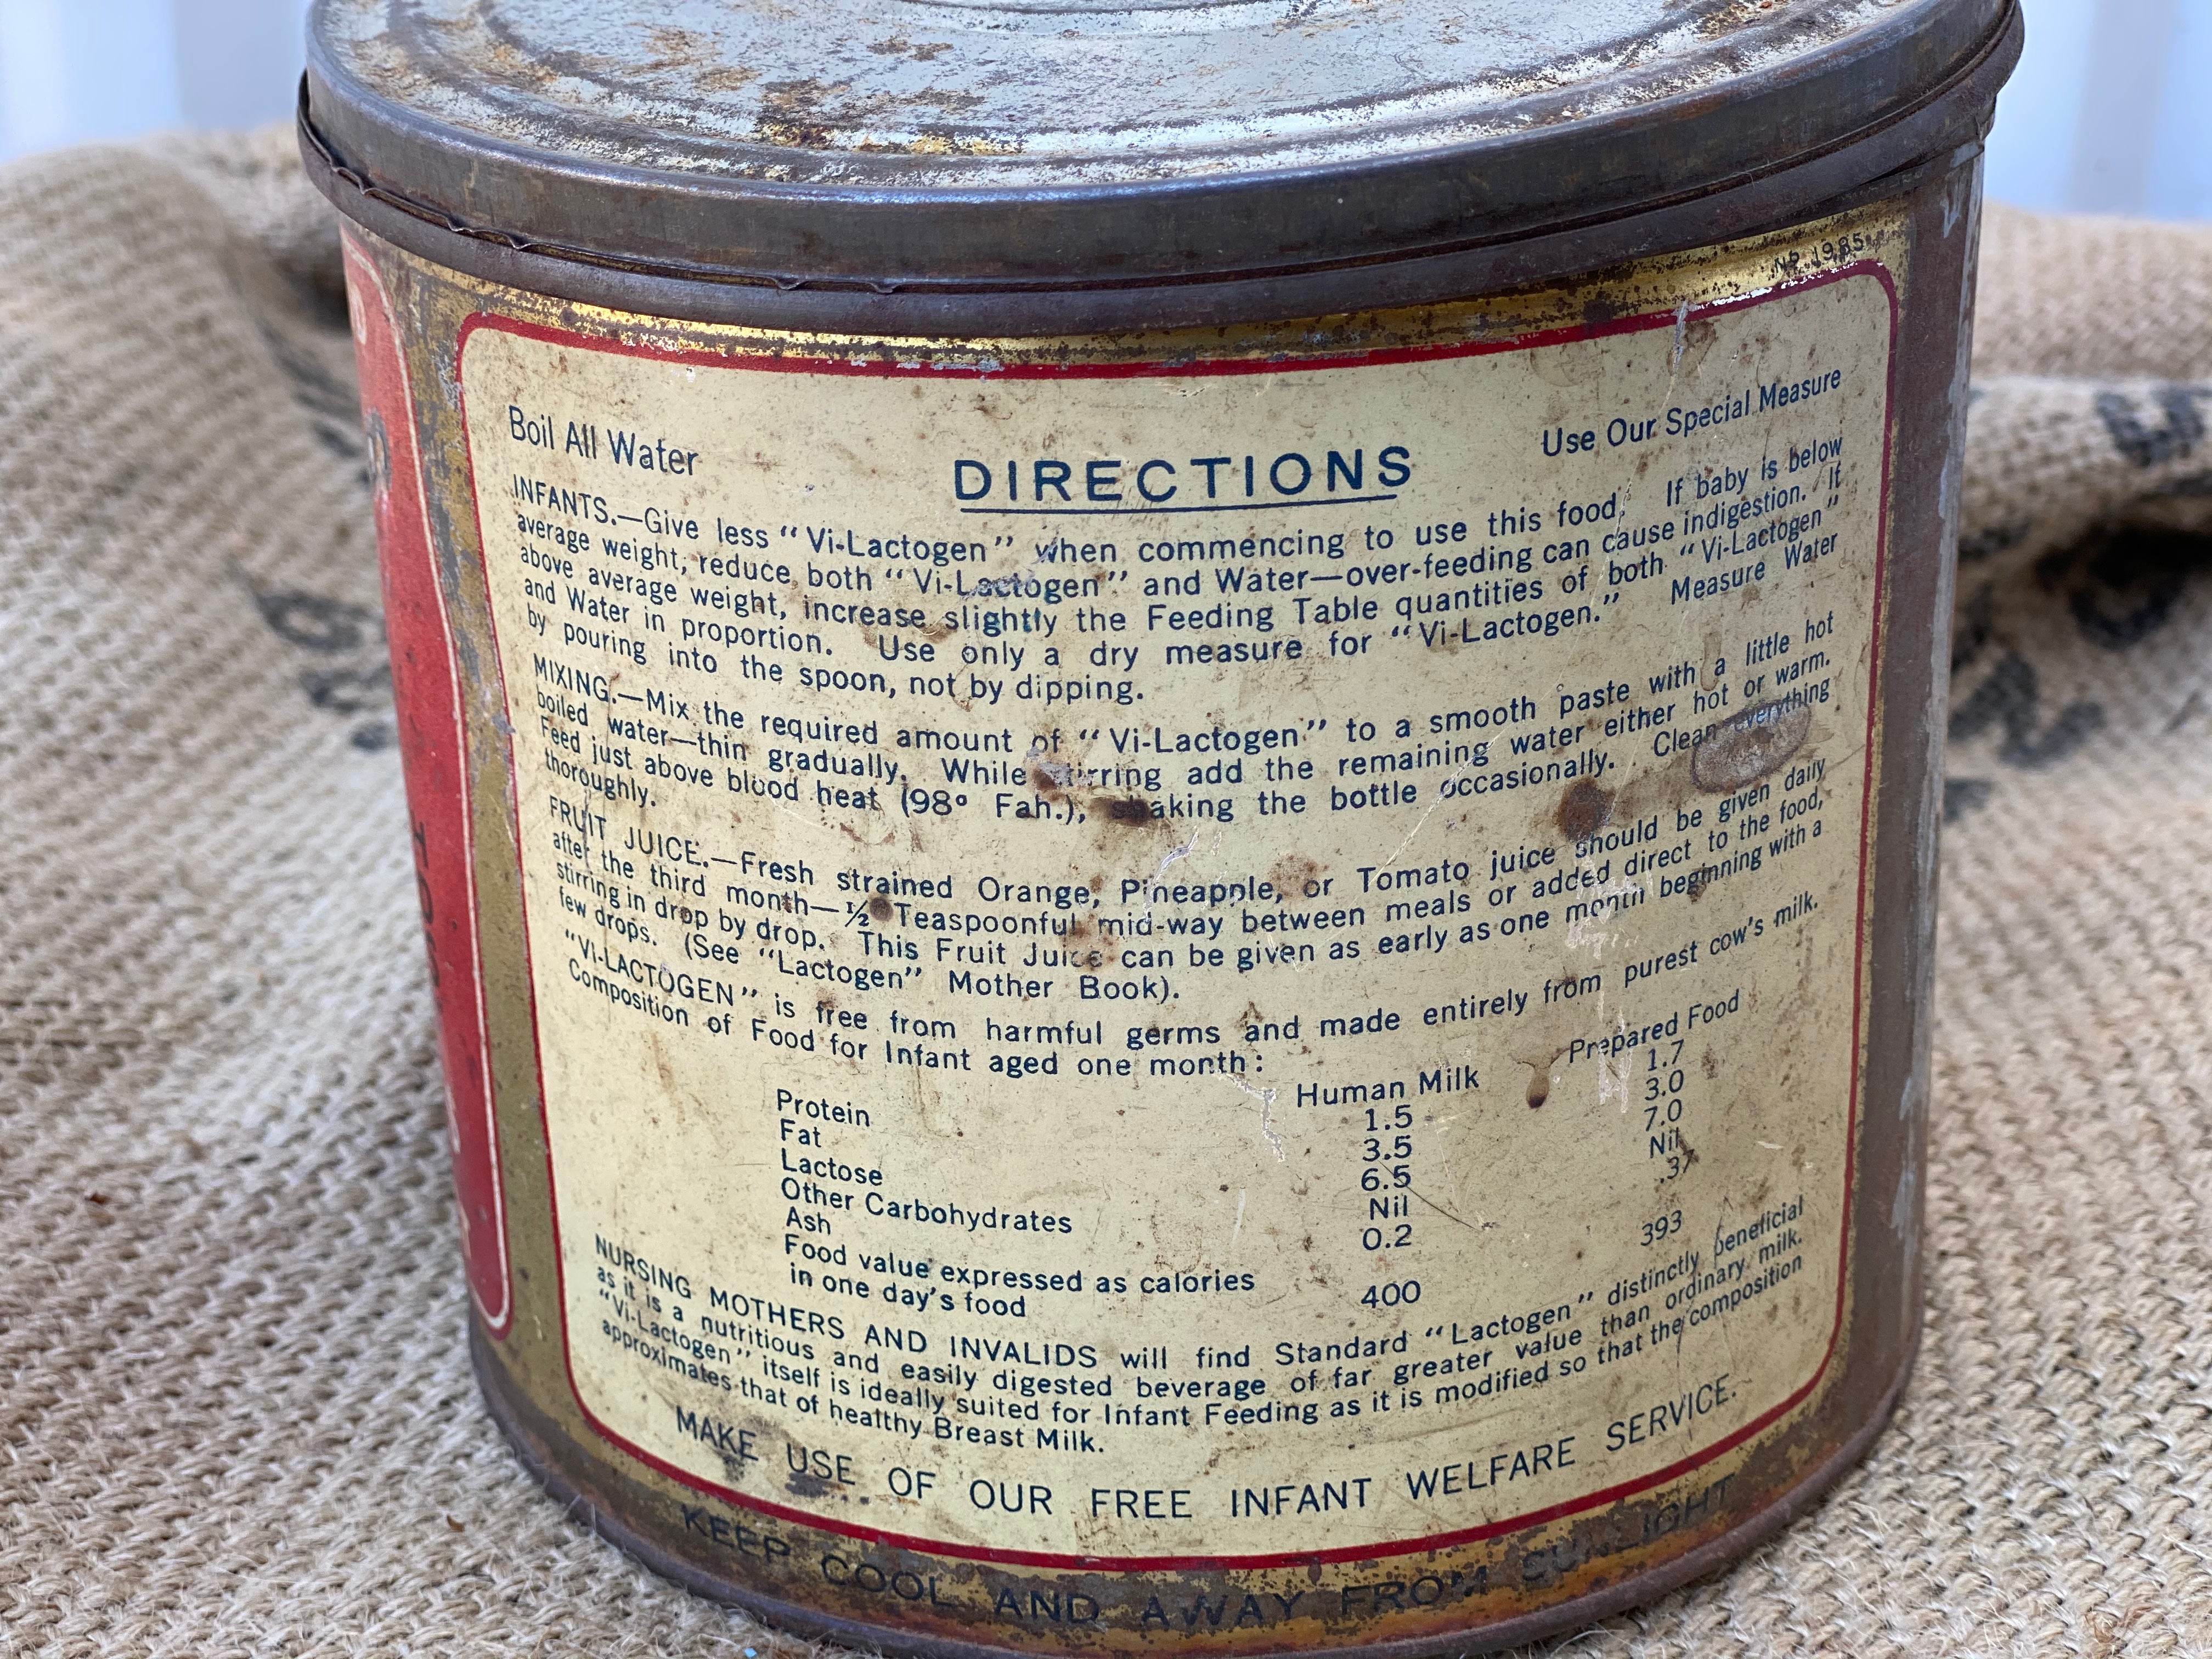 Nº 1985
Boil All Water
Use Our Special Measure
DIRECTIONS
INFANTS.—Give less "Vi-Lactogen" when commencing to use this food. If baby is below
average weight, reduce both "Vi-Lactogen" and Water—over-feeding can cause indigestion. If
above average weight, increase slightly the Feeding Table quantities of both "Vi-Lactogen"
and Water in proportion. Use only a dry measure for "Vi-Lactogen." Measure Water
by pouring into the spoon, not by dipping.
MIXING.—Mix the required amount of "Vi-Lactogen" to a smooth paste with a little hot
boiled water—thin gradually. While stirring add the remaining water either hot or warm.
Feed just above blood heat (98° Fah.), shaking the bottle occasionally. Clean everything
thoroughly.
FRUIT JUICE.—Fresh strained Orange, Pineapple, or Tomato juice should be given daily
after the third month—½ Teaspoonful mid-way between meals or added direct to the food,
stirring in drop by drop. This Fruit Juice can be given as early as one month beginning with a
few drops. (See "Lactogen" Mother Book).
"Vi-LACTOGEN" is free from harmful germs and made entirely from purest cow's milk.
Composition of Food for Infant aged one month:
Human Milk Prepared Food
Protein 1.5 1.7
Fat 3.5 3.0
Lactose 6.5 7.0
Other Carbohydrates Nil Nil
Ash 0.2 .37
Food value expressed as calories
in one day's food 400 393
NURSING MOTHERS AND INVALIDS will find Standard "Lactogen" distinctly beneficial
as it is a nutritious and easily digested beverage of far greater value than ordinary milk.
"Vi-Lactogen" itself is ideally suited for Infant Feeding as it is modified so that the composition
approximates that of healthy Breast Milk.
MAKE USE OF OUR FREE INFANT WELFARE SERVICE.
KEEP COOL AND AWAY FROM SUNLIGHT